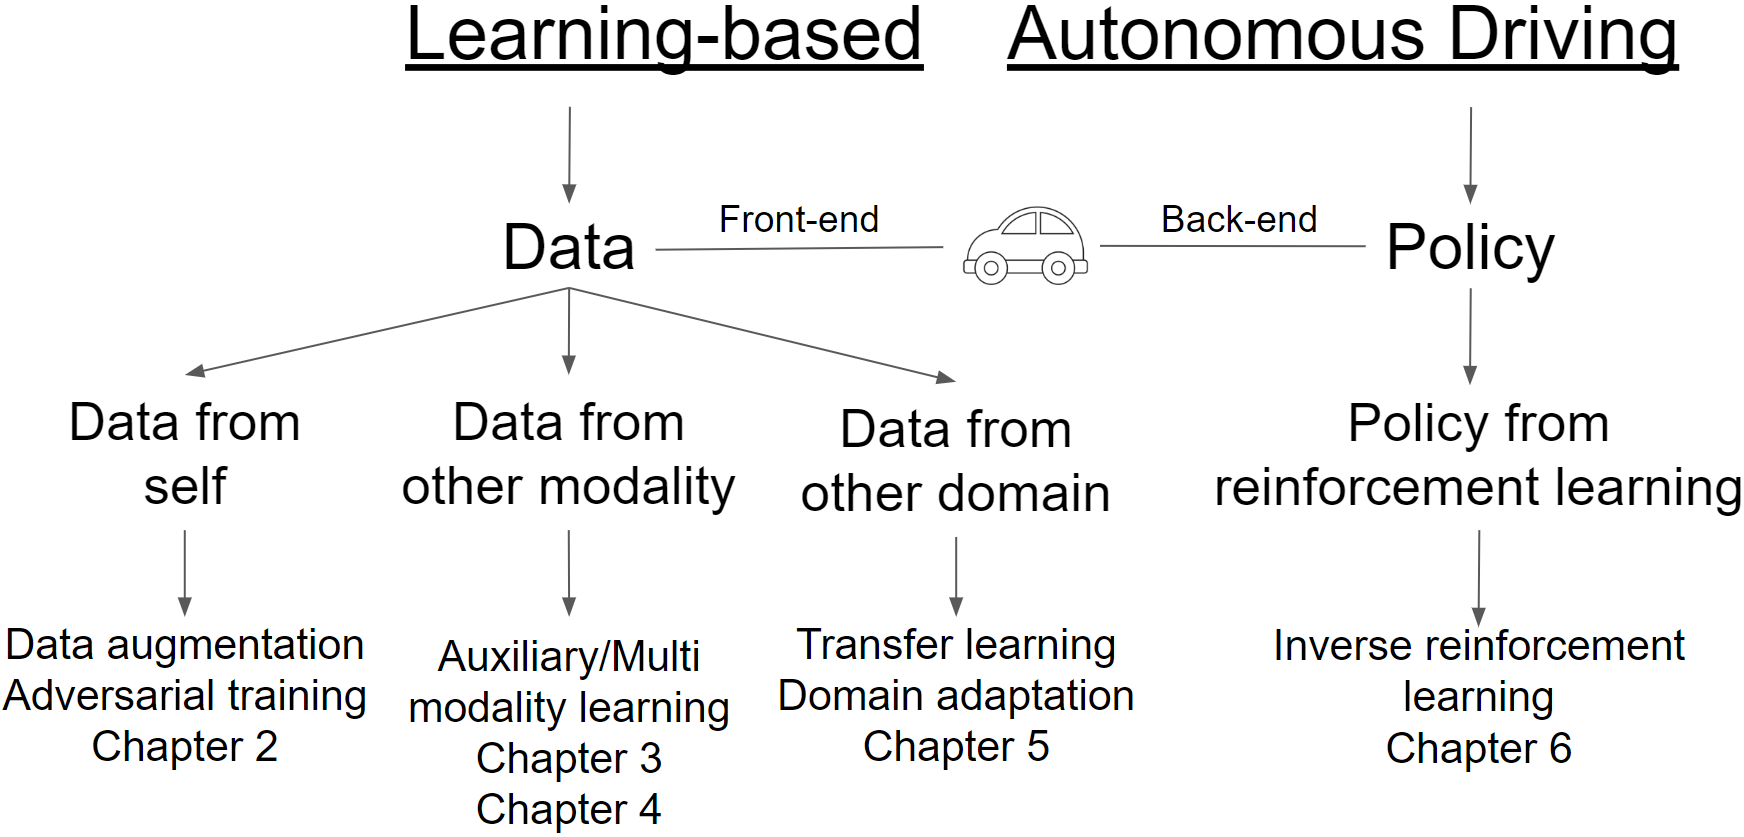 Learning-based Autonomous Driving
Front-end
Back-end
Data
Policy
Data from
self
Data from
other modality
Data from
other domain
Policy from
reinforcement learning
Data augmentation
Adversarial training
Chapter 2
Auxiliary/Multi
modality learning
Chapter 3
Chapter 4
Transfer learning
Domain adaptation
Chapter 5
Inverse reinforcement
learning
Chapter 6